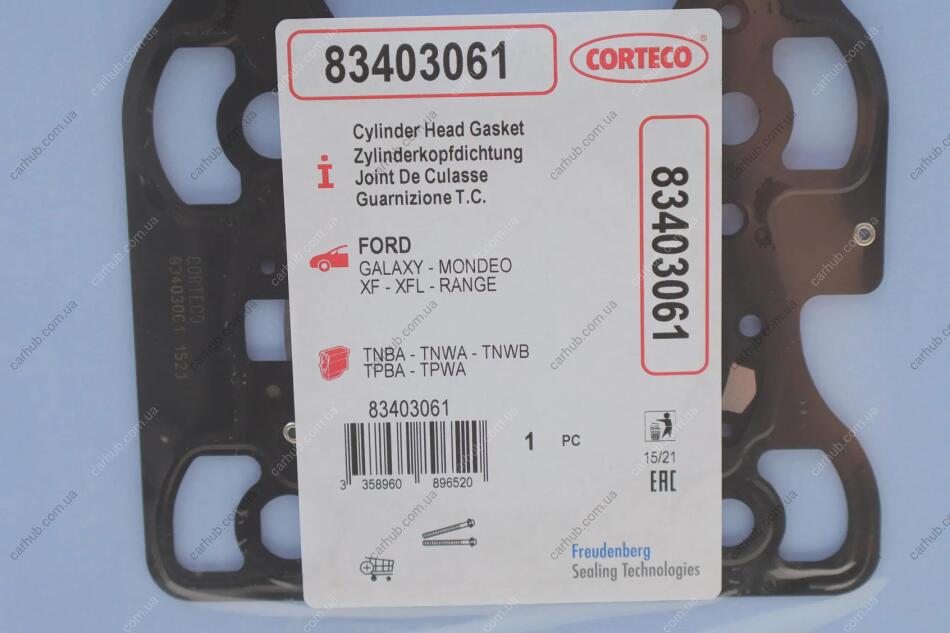 83403061
CORTECO®
Cylinder Head Gasket
Zylinderkopfdichtung
Joint De Culasse
Guarnizione T.C.
83403061
FORD
GALAXY - MONDEO
XF - XFL - RANGE
TNBA - TNWA - TNWB
TPBA - TPWA
83403061
1 PC
3 358960 896520
15/21
EAC
Freudenberg
Sealing Technologies
CORTECO
83403061 1521
carhub.com.ua